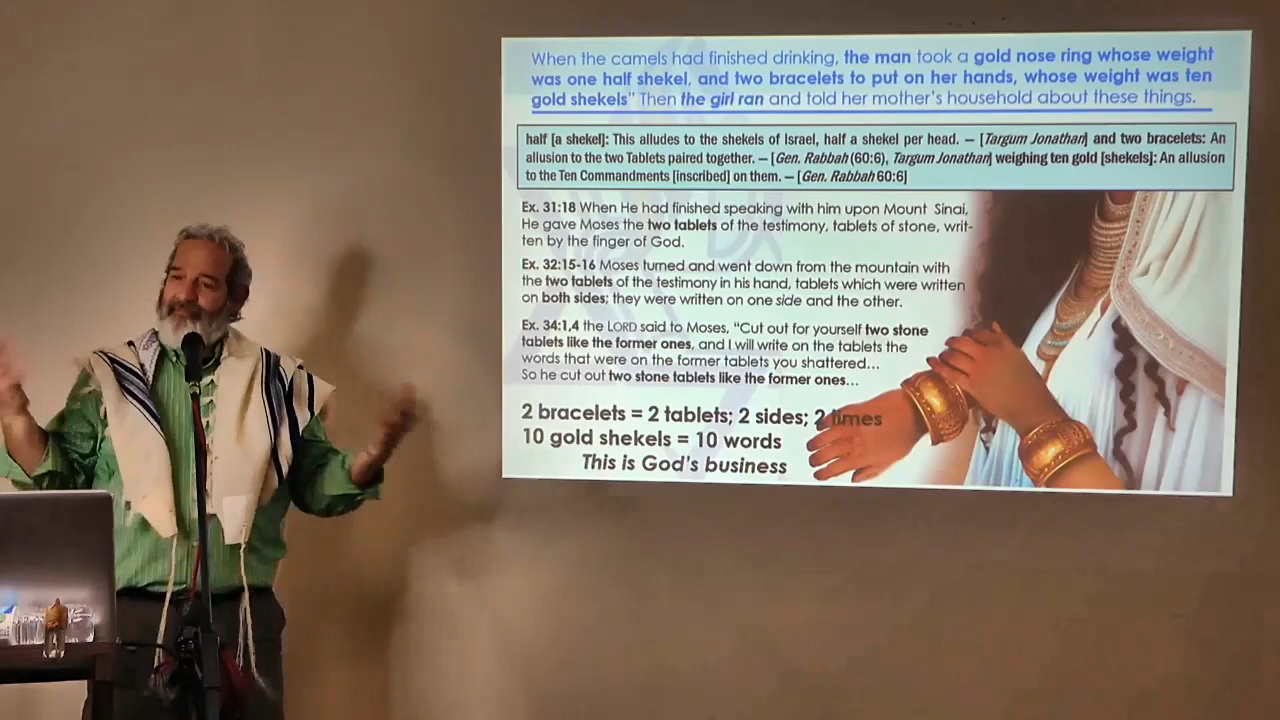 When the camels had finished drinking, the man took a gold nose ring whose weight
was one half shekel, and two bracelets to put on her hands, whose weight was ten
gold shekels" Then the girl ran and told her mother's household about these things.
half [a shekel]: This alludes to the shekels of Israel, half a shekel per head. — [Targum Jonathan] and two bracelets: An
allusion to the two Tablets paired together. — [Gen. Rabbah (60:6), Targum Jonathan] weighing ten gold [shekels]: An allusion
to the Ten Commandments [inscribed] on them. — [Gen. Rabbah 60:6]
Ex. 31:18 When He had finished speaking with him upon Mount Sinai,
He gave Moses the two tablets of the testimony, tablets of stone, writ-
ten by the finger of God.
Ex. 32:15-16 Moses turned and went down from the mountain with
the two tablets of the testimony in his hand, tablets which were written
on both sides; they were written on one side and the other.
Ex. 34:1,4 the LORD said to Moses, "Cut out for yourself two stone
tablets like the former ones, and I will write on the tablets the
words that were on the former tablets you shattered...
So he cut out two stone tablets like the former ones...
2 bracelets = 2 tablets; 2 sides; 2 times
10 gold shekels = 10 words
This is God's business